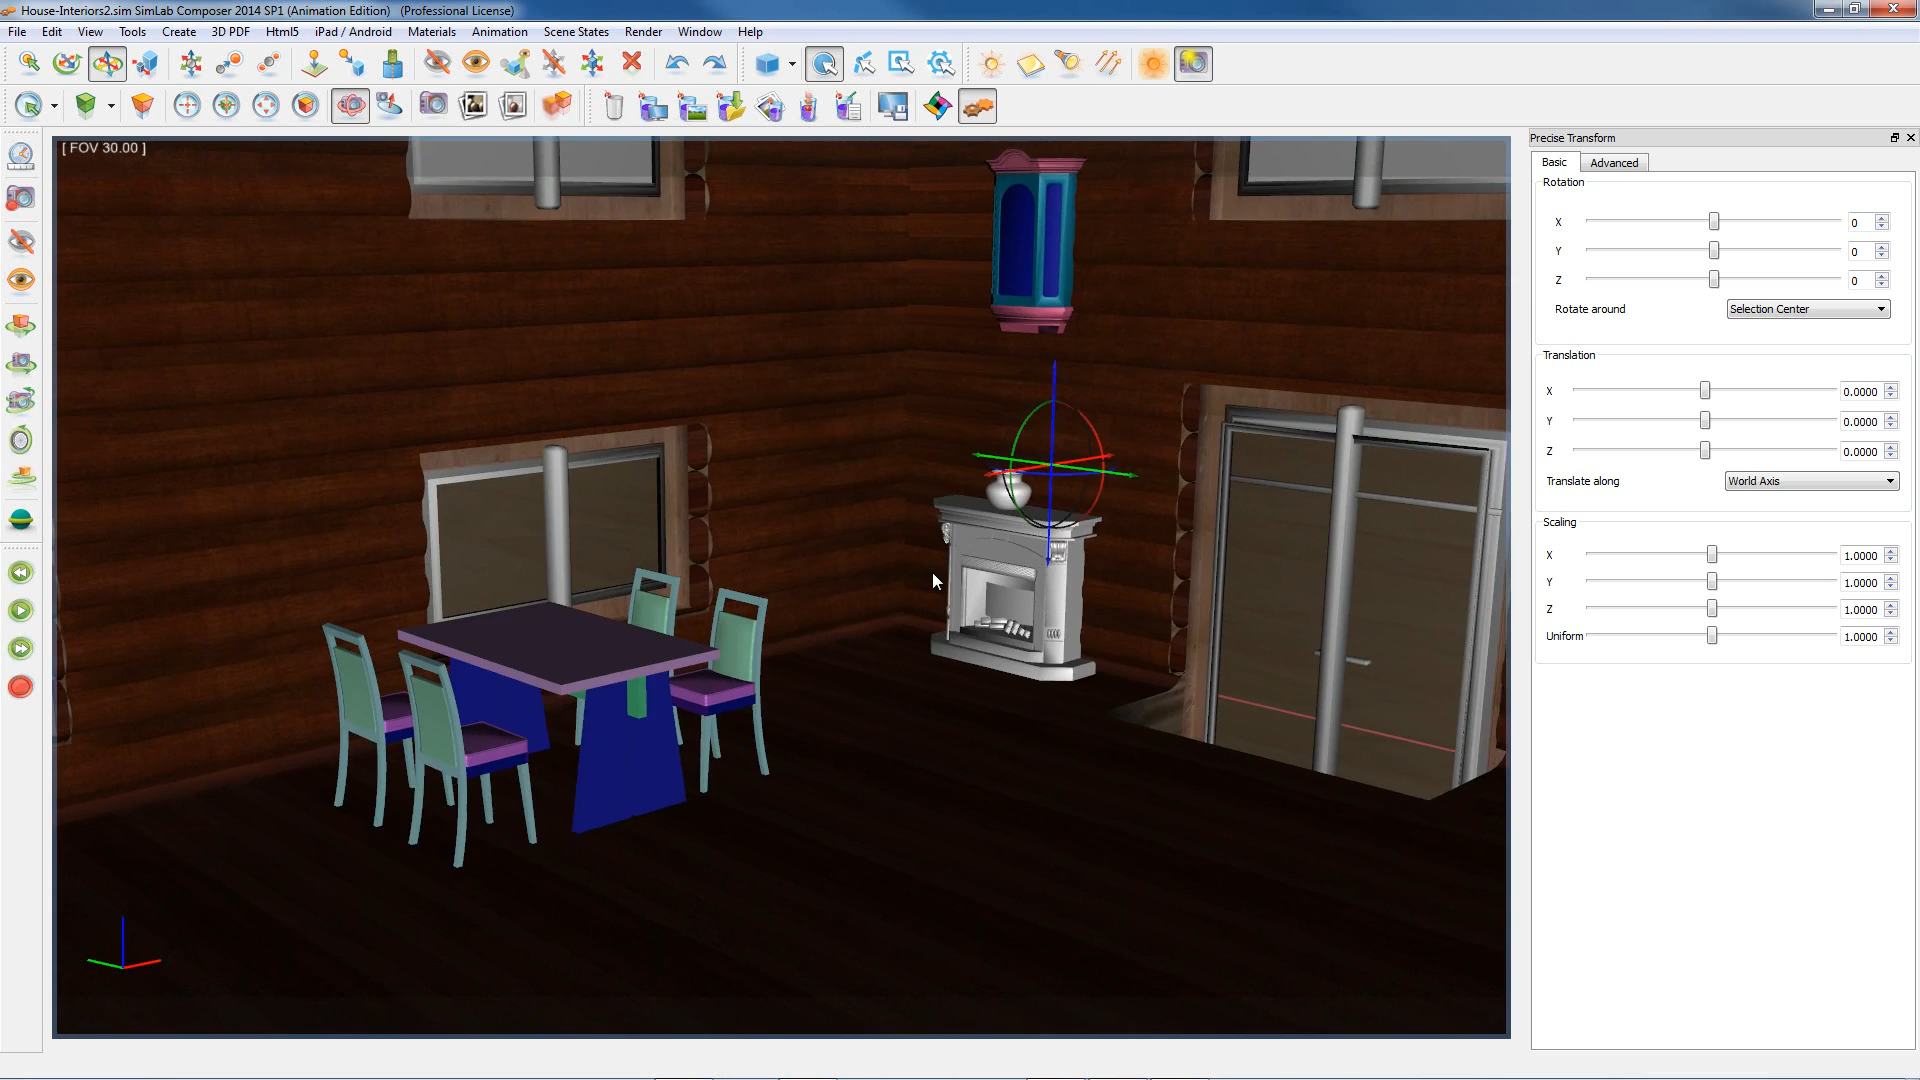 House-Interiors2.sim SimLab Composer 2014 SP1 (Animation Edition)   (Professional License)
File Edit View Tools Create 3D PDF Html5 iPad / Android Materials Animation Scene States Render Window Help
[ FOV 30.00 ]
Precise Transform
Basic Advanced
Rotation
X 0
Y 0
Z 0
Rotate around Selection Center
Translation
X 0.0000
Y 0.0000
Z 0.0000
Translate along World Axis
Scaling
X 1.0000
Y 1.0000
Z 1.0000
Uniform 1.0000